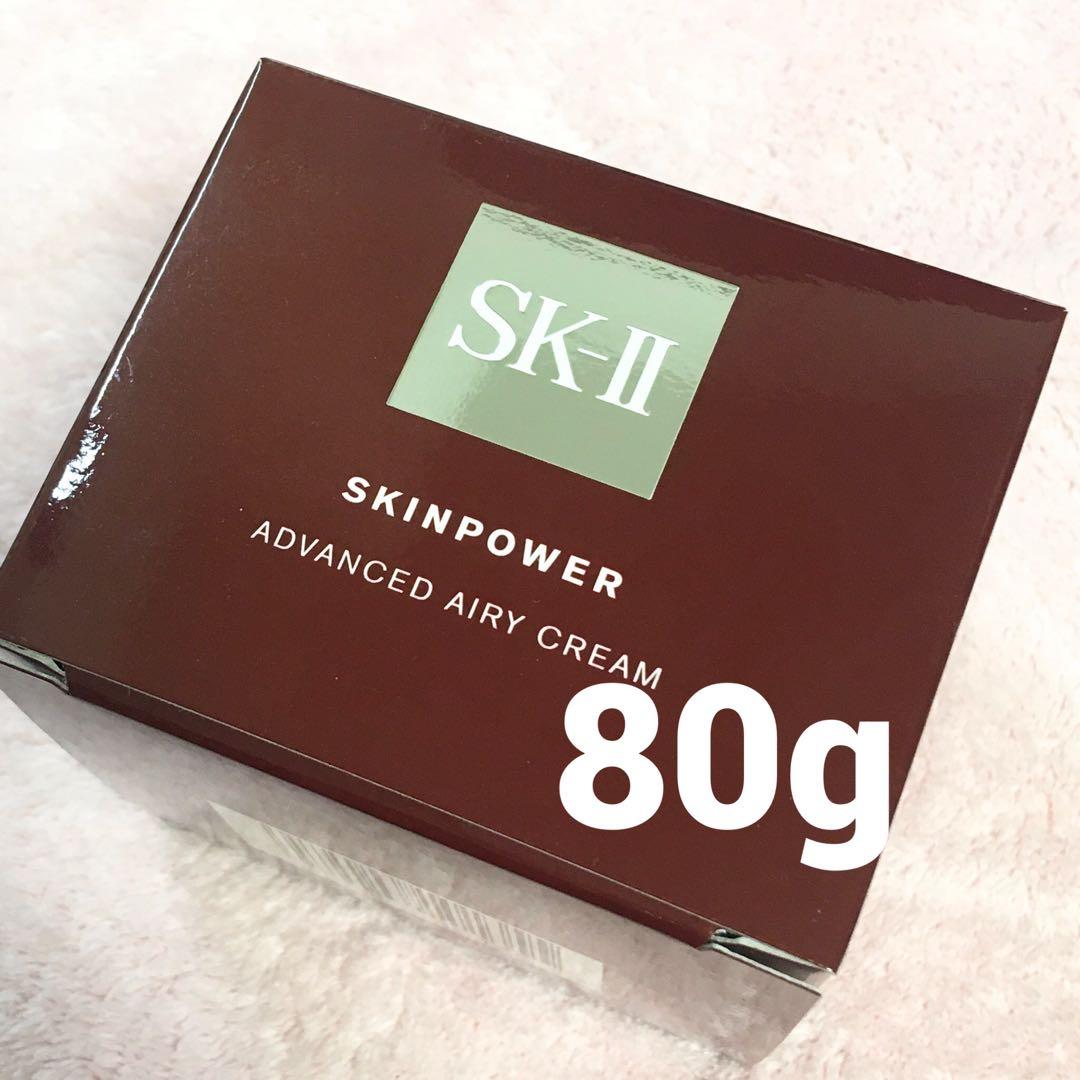 SK-II
SKINPOWER
ADVANCED AIRY CREAM
80g